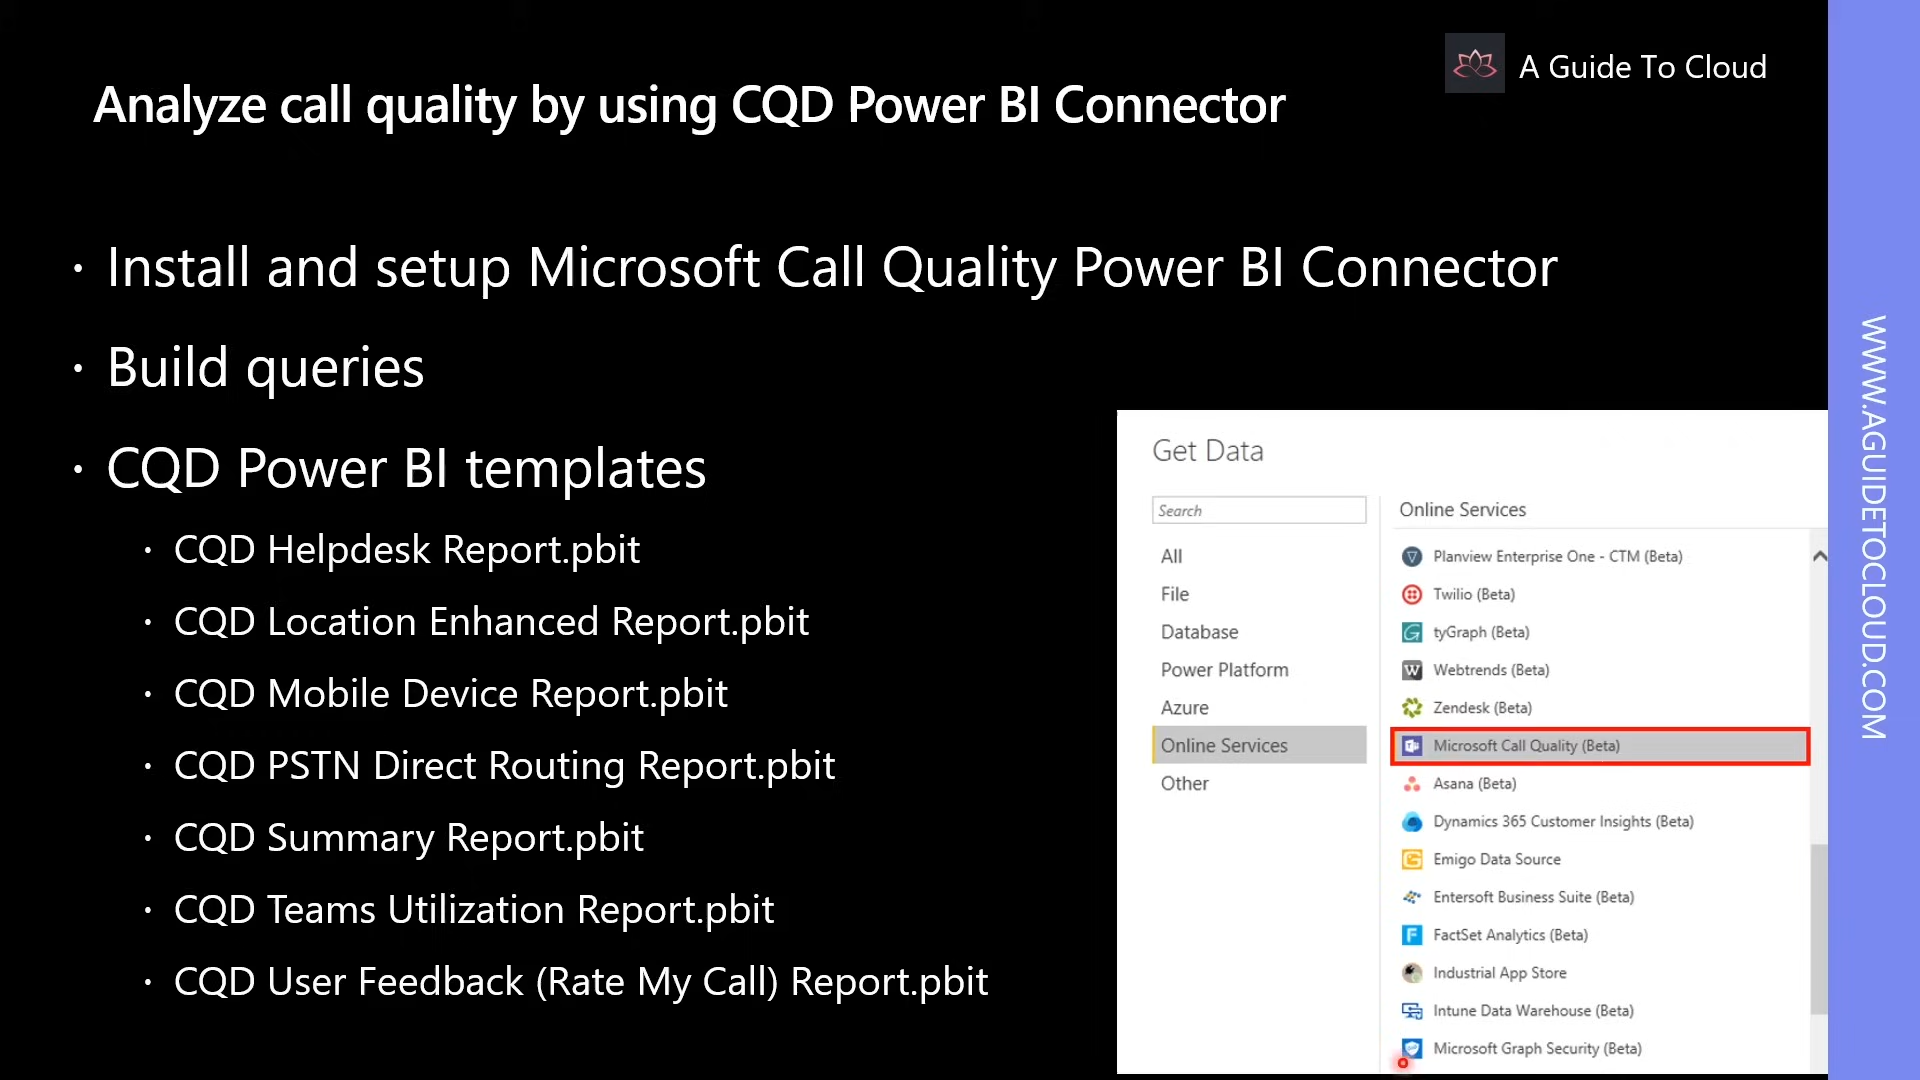 A Guide To Cloud
Analyze call quality by using CQD Power BI Connector
· Install and setup Microsoft Call Quality Power BI Connector
· Build queries
· CQD Power BI templates
· CQD Helpdesk Report.pbit
· CQD Location Enhanced Report.pbit
· CQD Mobile Device Report.pbit
· CQD PSTN Direct Routing Report.pbit
· CQD Summary Report.pbit
· CQD Teams Utilization Report.pbit
· CQD User Feedback (Rate My Call) Report.pbit
Get Data
Search
All
File
Database
Power Platform
Azure
Online Services
Other
Online Services
Planview Enterprise One - CTM (Beta)
Twilio (Beta)
tyGraph (Beta)
Webtrends (Beta)
Zendesk (Beta)
Microsoft Call Quality (Beta)
Asana (Beta)
Dynamics 365 Customer Insights (Beta)
Emigo Data Source
Entersoft Business Suite (Beta)
FactSet Analytics (Beta)
Industrial App Store
Intune Data Warehouse (Beta)
Microsoft Graph Security (Beta)
WWW.AGUIDETOCLOUD.COM